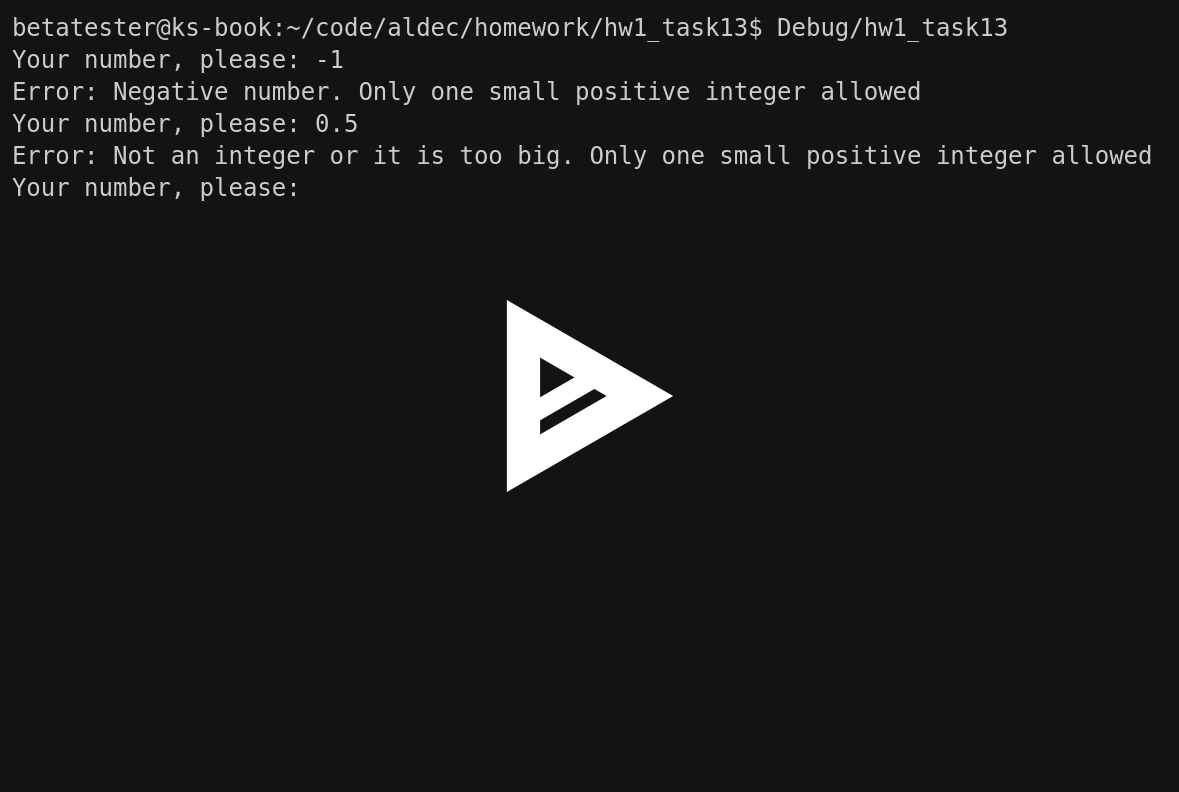 betatester@ks-book:~/code/aldec/homework/hw1_task13$ Debug/hw1_task13
Your number, please: -1
Error: Negative number. Only one small positive integer allowed
Your number, please: 0.5
Error: Not an integer or it is too big. Only one small positive integer allowed
Your number, please: